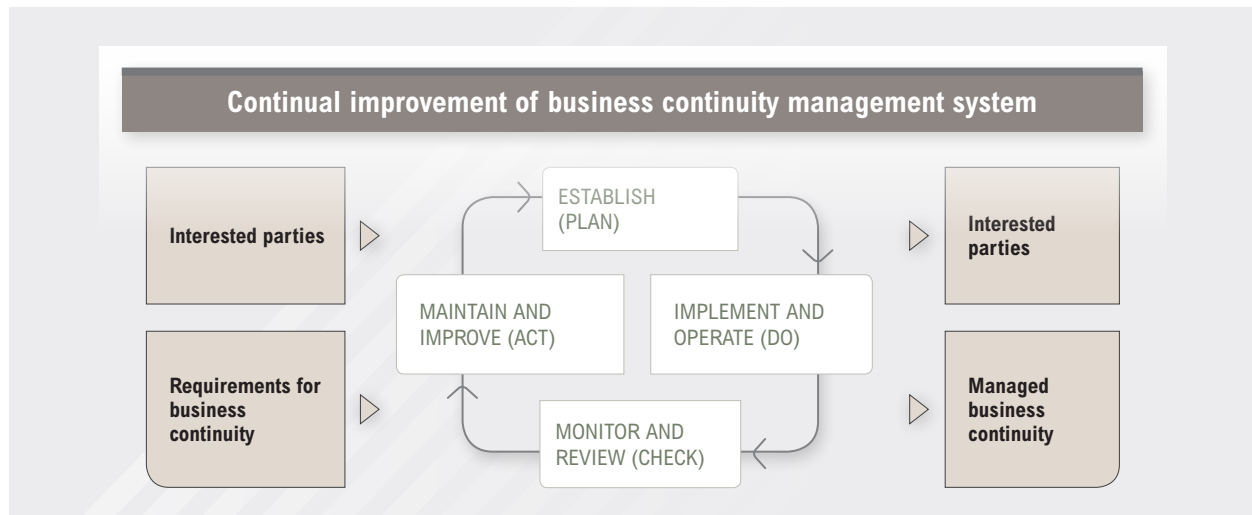 Continual improvement of business continuity management system
Interested parties
Requirements for
business
continuity
ESTABLISH
(PLAN)
MAINTAIN AND
IMPROVE (ACT)
IMPLEMENT AND
OPERATE (DO)
MONITOR AND
REVIEW (CHECK)
Interested
parties
Managed
business
continuity